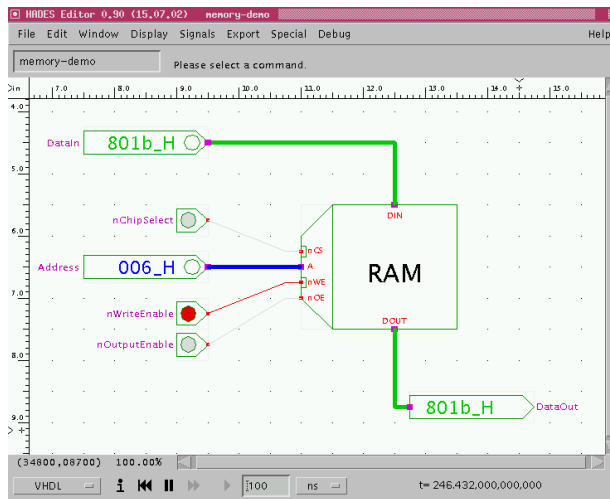 HADES Editor 0.90 (15.07.02) memory-demo
File Edit Window Display Signals Export Special Debug Help
memory-demo Please select a command.
in 7.0 8.0 9.0 10.0 11.0 12.0 13.0 14.0 15.0
4.0
DataIn 801b_H
5.0
DIN
nChipSelect
6.0
nCS
Address 006_H A RAM
nWE
7.0
nOE
nWriteEnable
DOUT
nOutputEnable
8.0
801b_H DataOut
9.0
(34800,08700) 100.00%
VHDL 100 ns t= 246.432,000,000,000